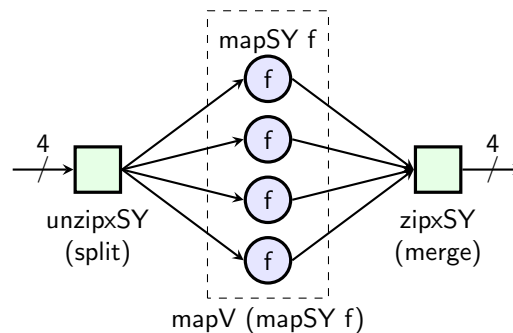 mapSY f
f
4
f
4
unzipxSY
(split)
f
zipxSY
(merge)
f
mapV (mapSY f)